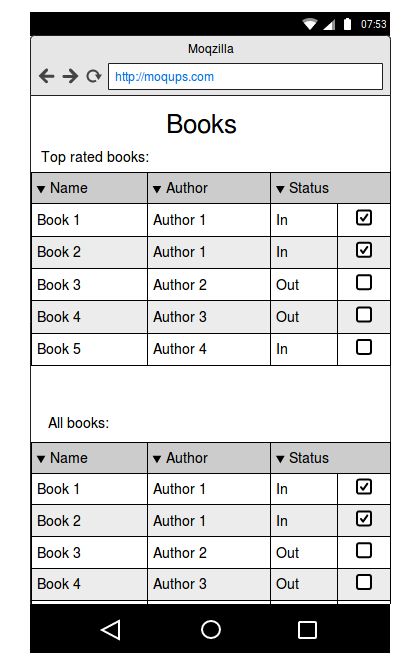 07:53
Moqzilla
http://moqups.com
Books
Top rated books:
Name Author Status
Book 1 Author 1 In
Book 2 Author 1 In
Book 3 Author 2 Out
Book 4 Author 3 Out
Book 5 Author 4 In
All books:
Name Author Status
Book 1 Author 1 In
Book 2 Author 1 In
Book 3 Author 2 Out
Book 4 Author 3 Out